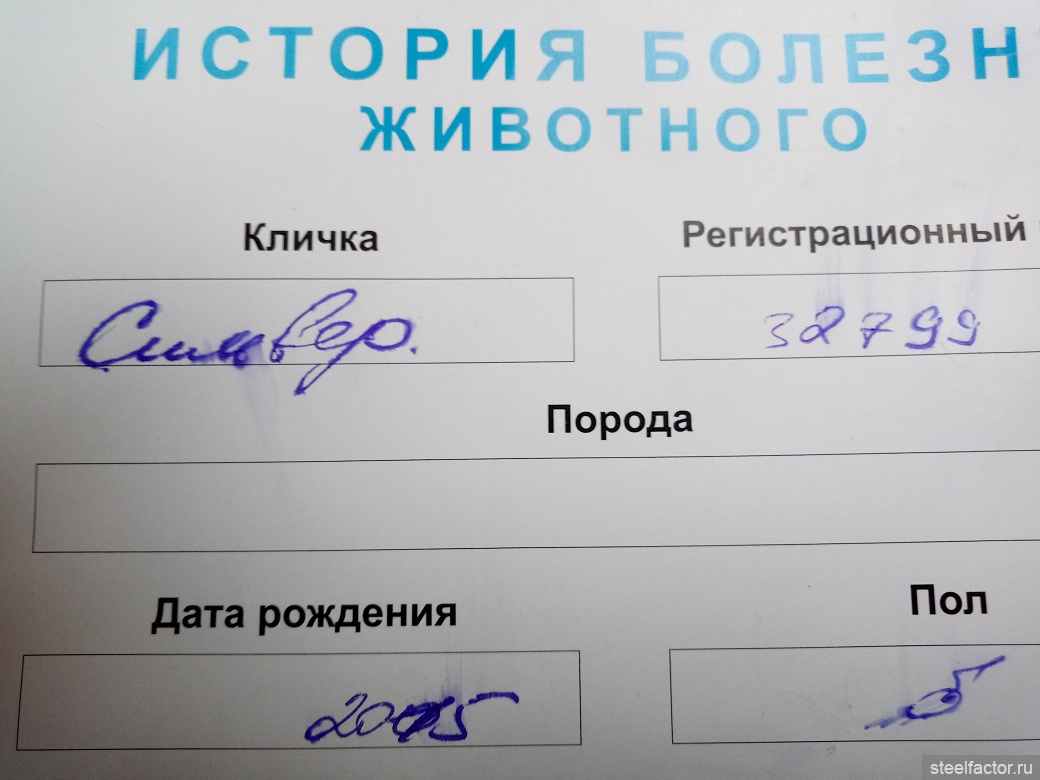 ИСТОРИЯ БОЛЕЗН
ЖИВОТНОГО
Кличка
Регистрационный
Сильвер.
32799
Порода
Дата рождения
Пол
steelfactor.ru